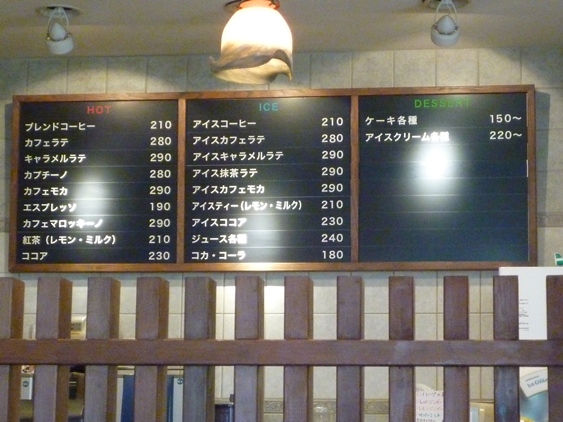 HOT
ブレンドコーヒー 210
カフェラテ 280
キャラメルラテ 290
カプチーノ 280
カフェモカ 290
エスプレッソ 190
カフェマロッキーノ 290
紅茶（レモン・ミルク） 210
ココア 230
ICE
アイスコーヒー 210
アイスカフェラテ 280
アイスキャラメルラテ 290
アイス抹茶ラテ 290
アイスカフェモカ 290
アイスティー（レモン・ミルク） 210
アイスココア 230
ジュース各種 240
コカ・コーラ 180
DESSERT
ケーキ各種 150〜
アイスクリーム各種 220〜